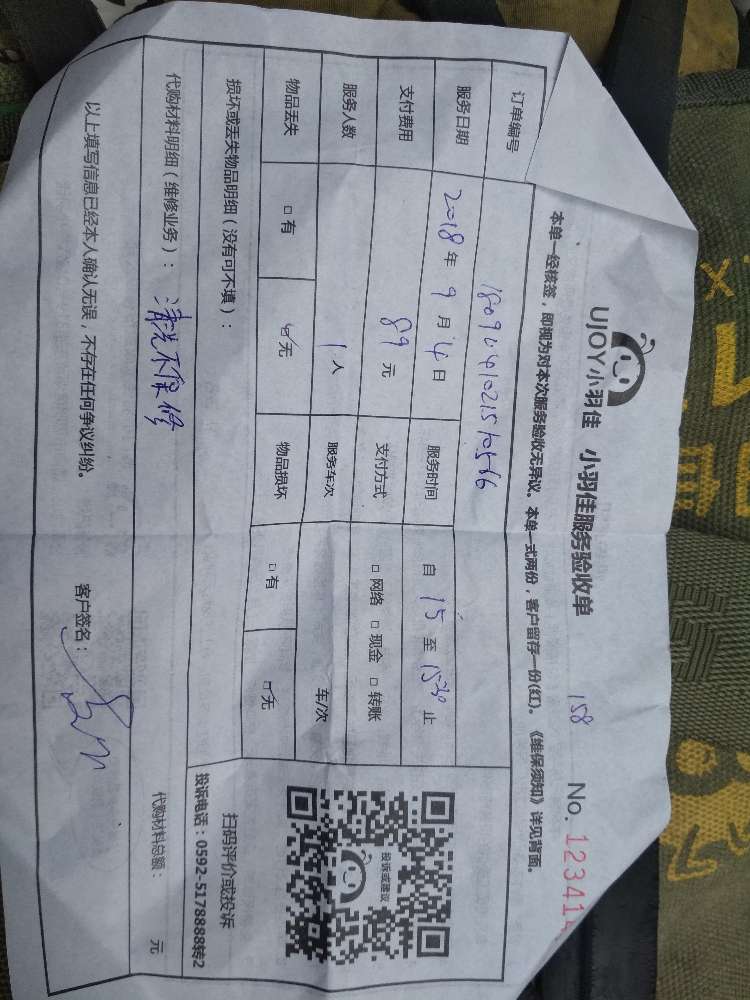 UJOY小羽佳 小羽佳服务验收单 158 No.
本单一经核签，即视为对本次服务验收无异议。本单一式两份，客户留存一份(红)。《维保须知》详见背面。
订单编号
服务日期 2018年9月4日 服务时间 自15至15:30止
支付费用 89元 支付方式 □网络 □现金 □转账
服务人数 1人 服务车次 车/次
物品丢失 □有 ☑无 物品损坏 □有 ☑无
损坏或丢失物品明细（没有可不填）：
代购材料明细（维修业务）：清洗不保修
代购材料总额： 元
以上填写信息已经本人确认无误，不存在任何争议纠纷。 客户签名：
投诉或建议
扫码评价或投诉
投诉电话：0592-5178888转2